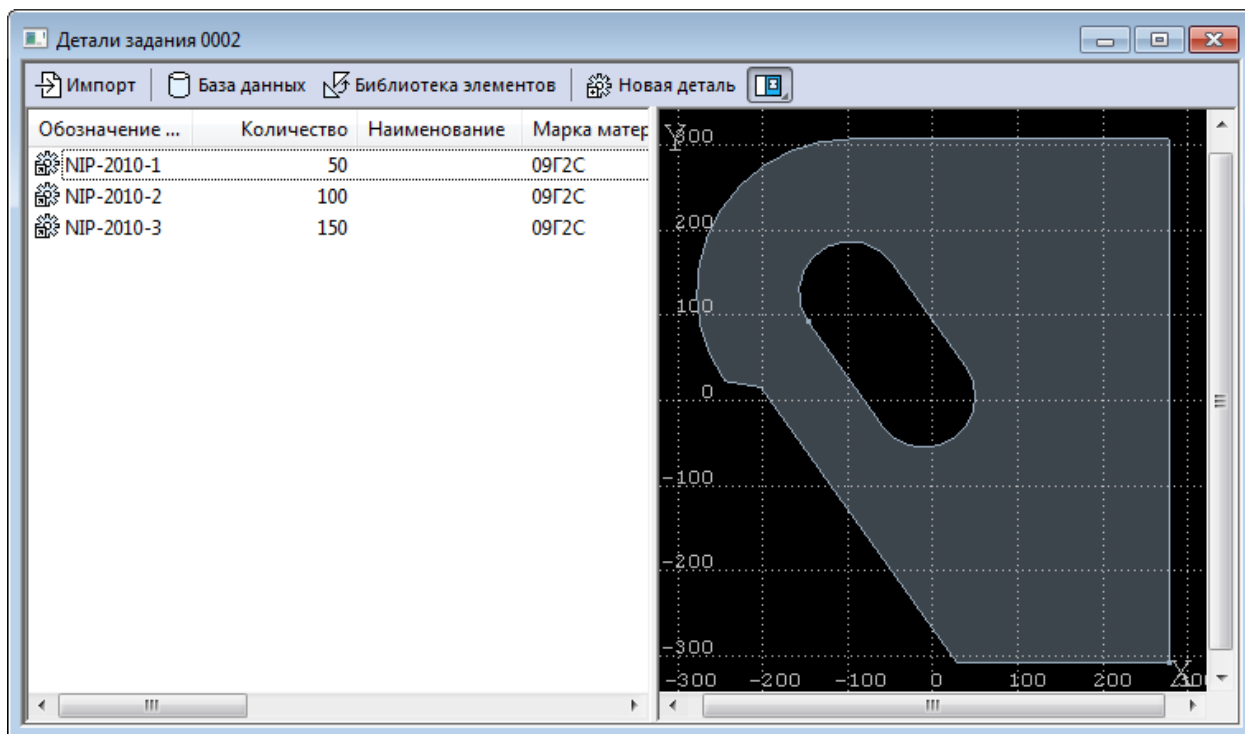 Детали задания 0002
Импорт База данных Библиотека элементов Новая деталь
Обозначение ... Количество Наименование Марка матер
NIP-2010-1 50 09Г2С
NIP-2010-2 100 09Г2С
NIP-2010-3 150 09Г2С
Y
300
200
100
0
-100
-200
-300
-300 -200 -100 0 100 200 300
X